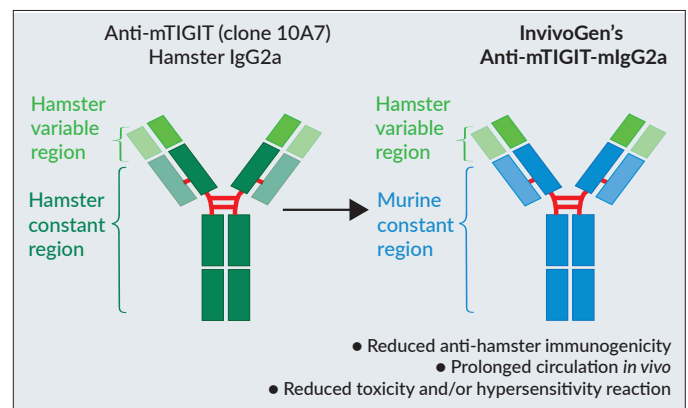 Anti-mTIGIT (clone 10A7)
Hamster IgG2a
InvivoGen's
Anti-mTIGIT-mIgG2a
Hamster
variable
region
Hamster
constant
region
Hamster
variable
region
Murine
constant
region
● Reduced anti-hamster immunogenicity
● Prolonged circulation in vivo
● Reduced toxicity and/or hypersensitivity reaction